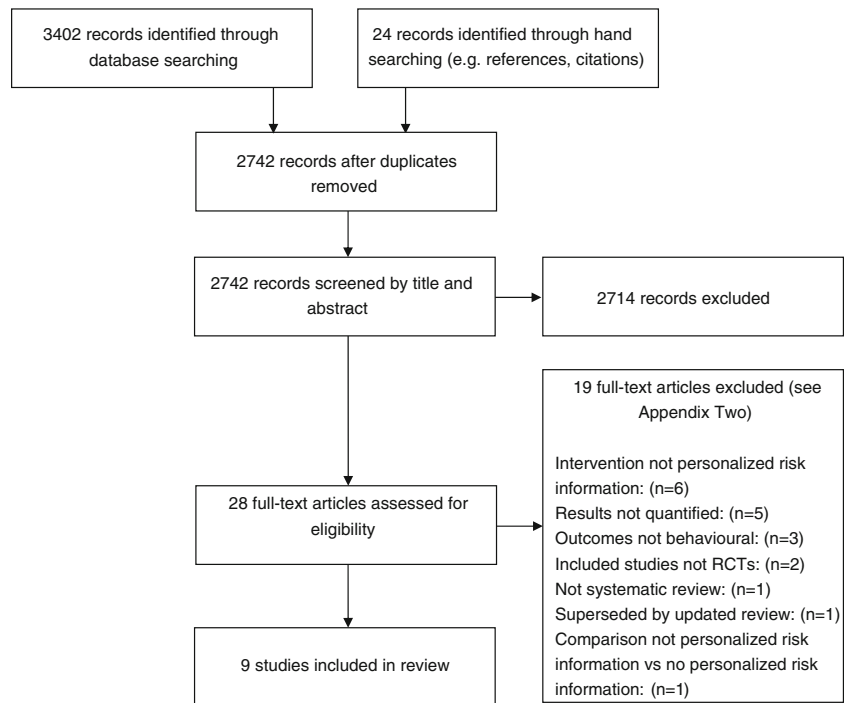 3402 records identified through
database searching
24 records identified through hand
searching (e.g. references, citations)
2742 records after duplicates
removed
2742 records screened by title and
abstract
2714 records excluded
28 full-text articles assessed for
eligibility
19 full-text articles excluded (see
Appendix Two)
Intervention not personalized risk
information: (n=6)
Results not quantified: (n=5)
Outcomes not behavioural: (n=3)
Included studies not RCTs: (n=2)
Not systematic review: (n=1)
Superseded by updated review: (n=1)
Comparison not personalized risk
information vs no personalized risk
information: (n=1)
9 studies included in review